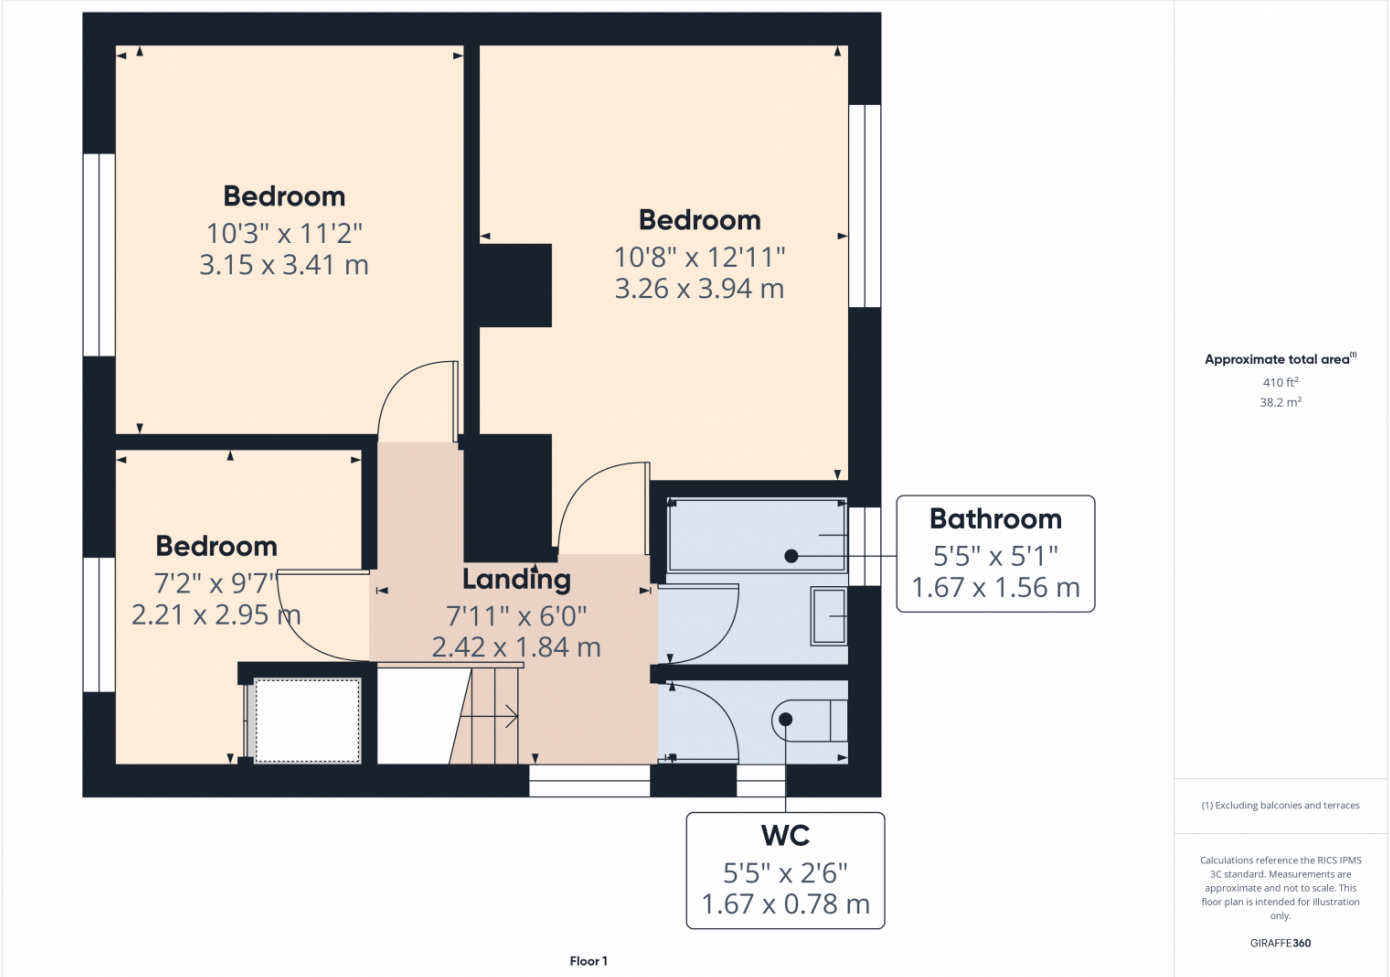 Bedroom
10'3" x 11'2"
3.15 x 3.41 m
Bedroom
10'8" x 12'11"
3.26 x 3.94 m
Bedroom
7'2" x 9'7"
2.21 x 2.95 m
Landing
7'11" x 6'0"
2.42 x 1.84 m
Bathroom
5'5" x 5'1"
1.67 x 1.56 m
WC
5'5" x 2'6"
1.67 x 0.78 m
Floor 1
Approximate total area(1)
410 ft²
38.2 m²
(1) Excluding balconies and terraces
Calculations reference the RICS IPMS
3C standard. Measurements are
approximate and not to scale. This
floor plan is intended for illustration
only.
GIRAFFE360